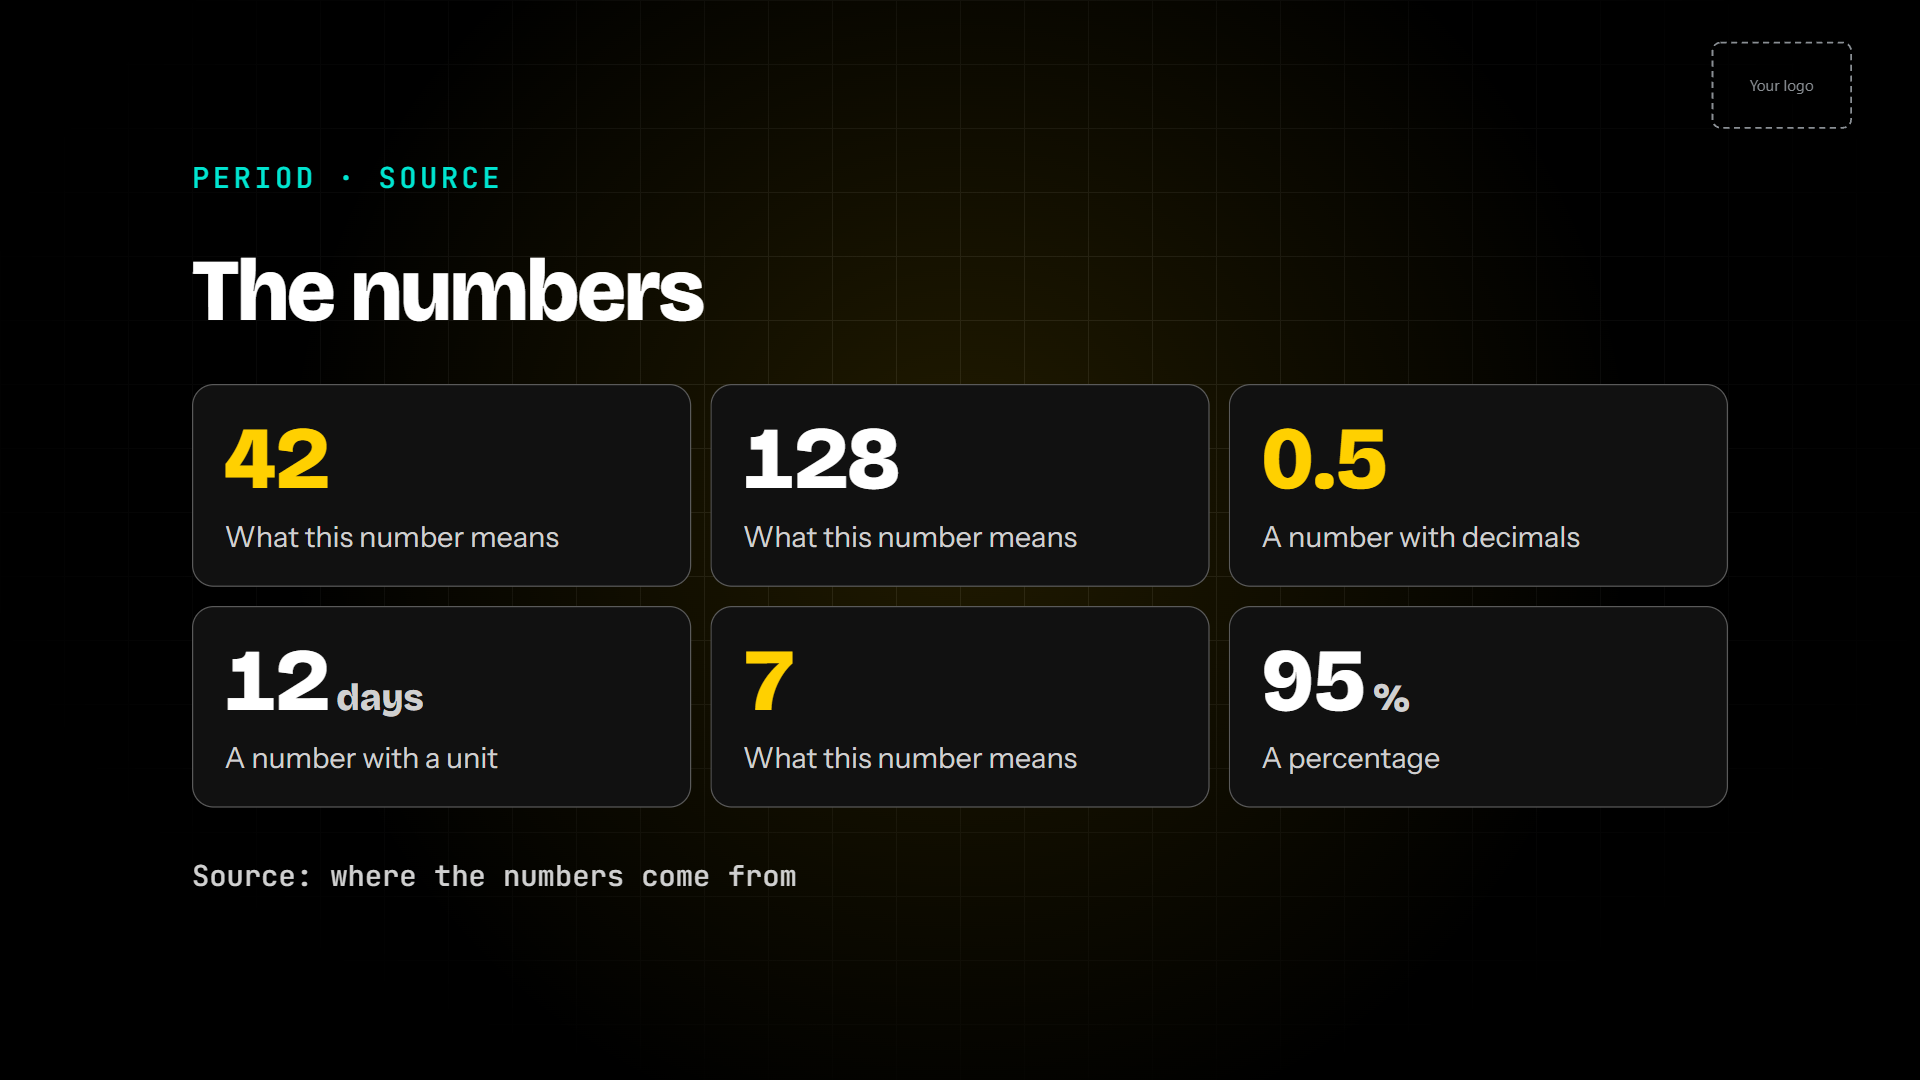 Your logo
PERIOD · SOURCE
The numbers
42
What this number means
128
What this number means
0.5
A number with decimals
12 days
A number with a unit
7
What this number means
95 %
A percentage
Source: where the numbers come from